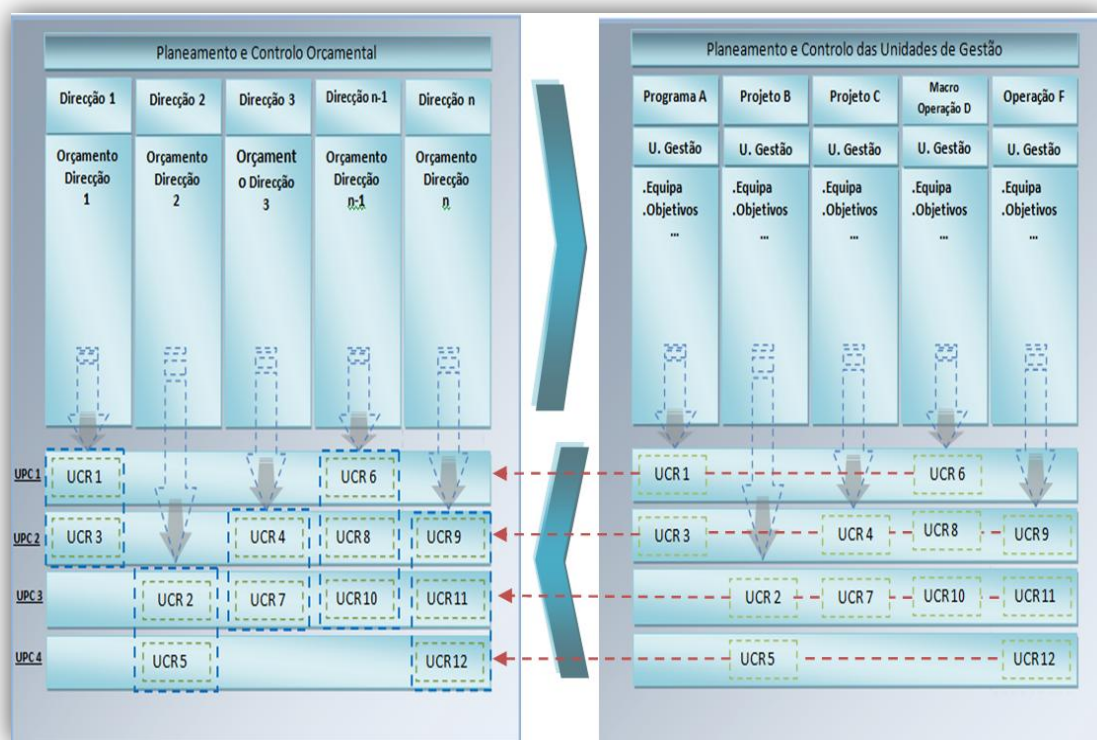 Planeamento e Controlo Orçamental
Direcção 1
Direcção 2
Direcção 3
Direcção n-1
Direcção n
Orçamento
Direcção
1
Orçamento
Direcção
2
Orçament
o Direcção
3
Orçamento
Direcção
n-1
Orçamento
Direcção
n
UPC 1
UCR 1
UCR 6
UPC 2
UCR 3
UCR 4
UCR 8
UCR 9
UPC 3
UCR 2
UCR 7
UCR 10
UCR 11
UPC 4
UCR 5
UCR 12
Planeamento e Controlo das Unidades de Gestão
Programa A
Projeto B
Projeto C
Macro
Operação D
Operação F
U. Gestão
U. Gestão
U. Gestão
U. Gestão
U. Gestão
.Equipa
.Objetivos
...
.Equipa
.Objetivos
...
.Equipa
.Objetivos
...
.Equipa
.Objetivos
...
.Equipa
.Objetivos
...
UCR 1
UCR 6
UCR 3
UCR 4
UCR 8
UCR 9
UCR 2
UCR 7
UCR 10
UCR 11
UCR 5
UCR 12